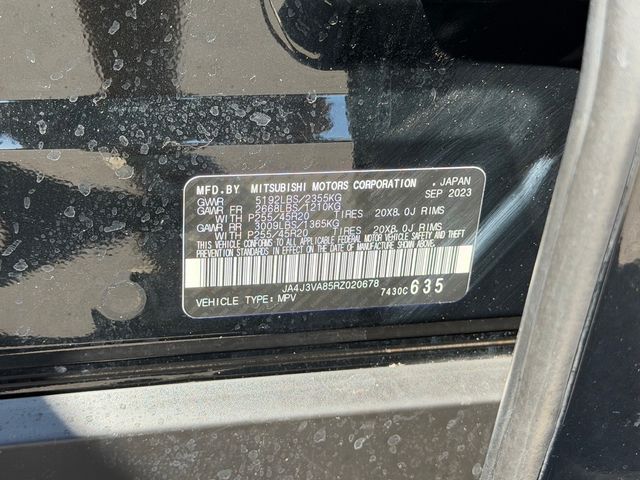 MFD.BY MITSUBISHI MOTORS CORPORATION , JAPAN
GVWR 5192LBS/2355KG SEP 2023
GAWR FR 2668LBS/1210KG
WITH P255/45R20 TIRES 20X8.0J RIMS
GAWR RR 3009LBS/1365KG
WITH P255/45R20 TIRES 20X8.0J RIMS
THIS VEHICLE CONFORMS TO ALL APPLICABLE FEDERAL MOTOR VEHICLE
SAFETY AND THEFT PREVENTION STANDARDS IN EFFECT ON THE DATE OF MANUFACTURE SHOWN ABOVE.
JA4J3VA85RZ020678
VEHICLE TYPE: MPV 7430C 635